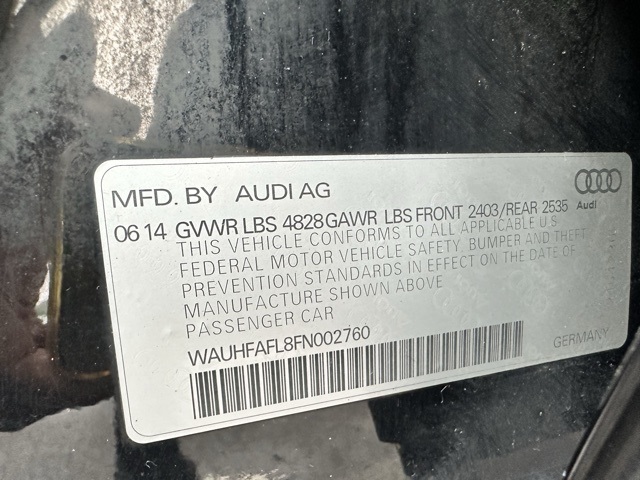 MFD. BY AUDI AG
Audi
06 14 GVWR LBS 4828 GAWR LBS FRONT 2403/REAR 2535
THIS VEHICLE CONFORMS TO ALL APPLICABLE U.S
FEDERAL MOTOR VEHICLE SAFETY, BUMPER AND THEFT
PREVENTION STANDARDS IN EFFECT ON THE DATE OF
MANUFACTURE SHOWN ABOVE
PASSENGER CAR
WAUHFAFL8FN002760
GERMANY